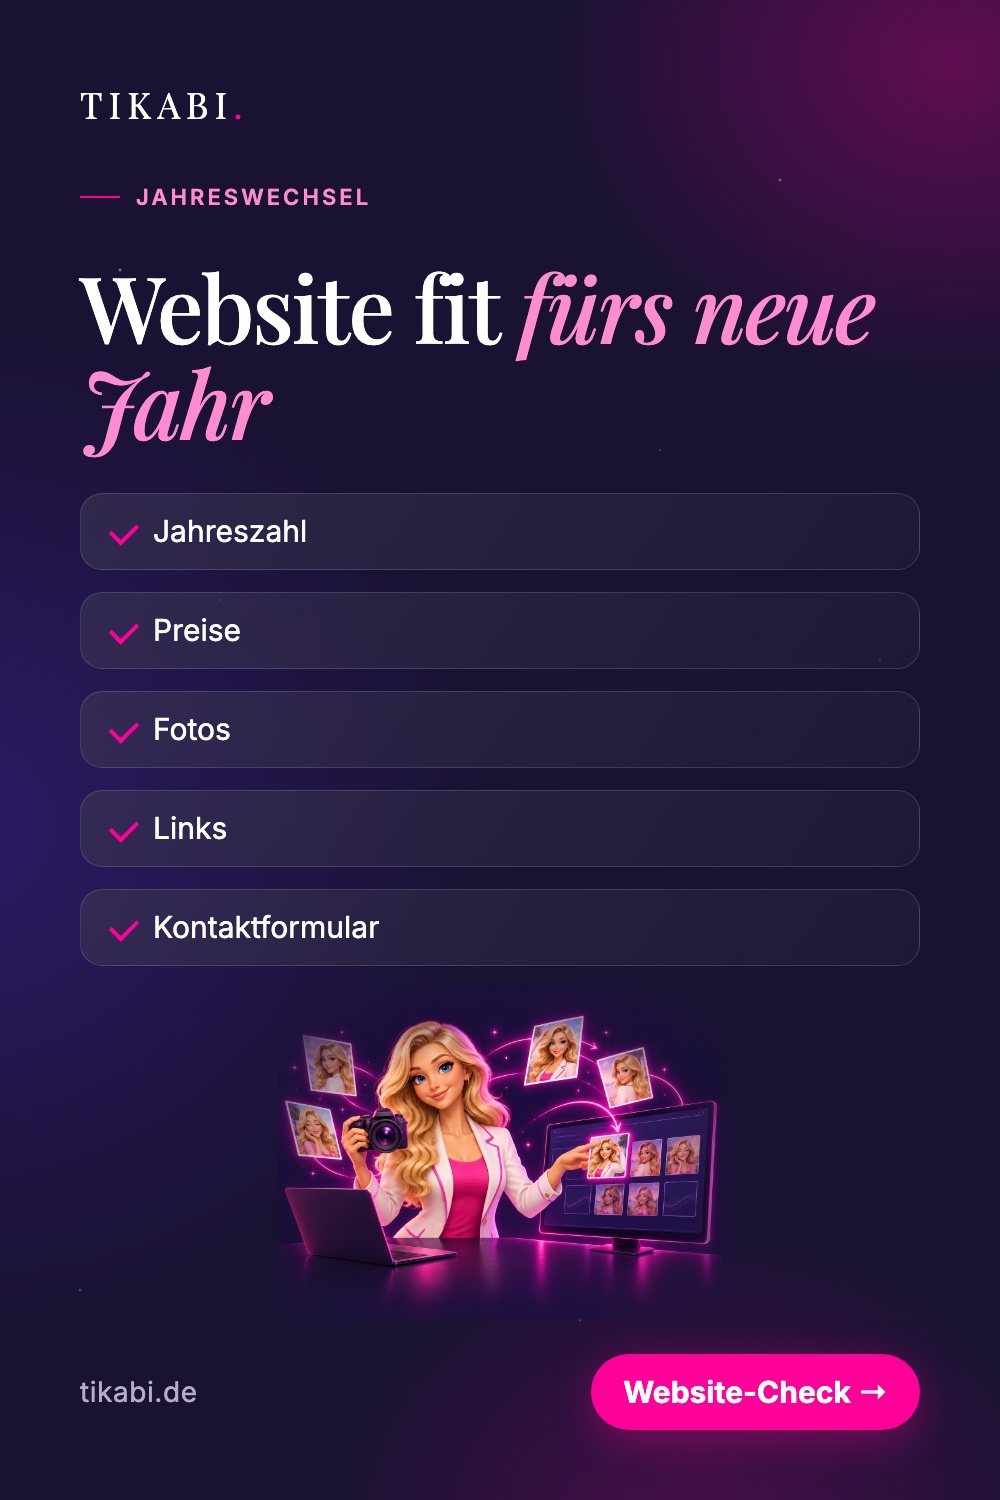 TIKABI.
JAHRESWECHSEL
Website fit fürs neue
Jahr
Jahreszahl
Preise
Fotos
Links
Kontaktformular
tikabi.de
Website-Check →